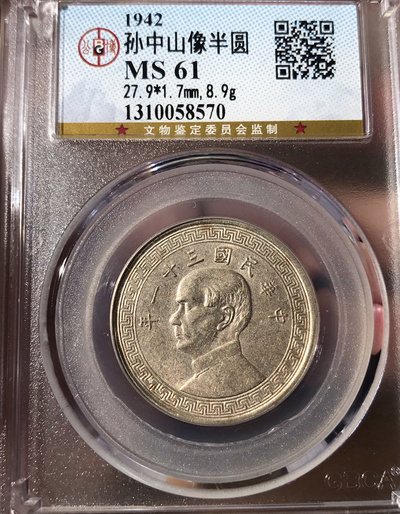 1942
孙中山像半圆
MS 61
27.9*1.7mm,8.9g
1310058570
文物鉴定委员会监制
中華民國三十一年